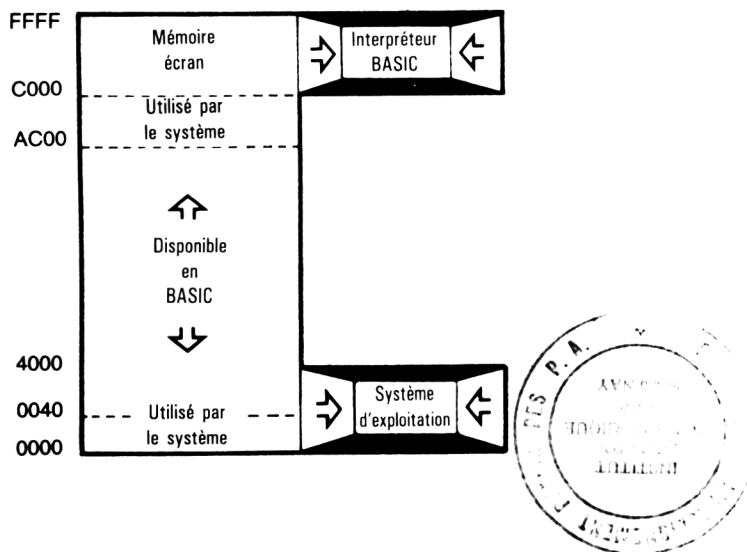 FFFF
Mémoire
écran
Interpréteur
BASIC
C000
Utilisé par
le système
AC00
Disponible
en
BASIC
4000
0040
Utilisé par
le système
0000
Système
d'exploitation
DES P. A.
INSTITUT